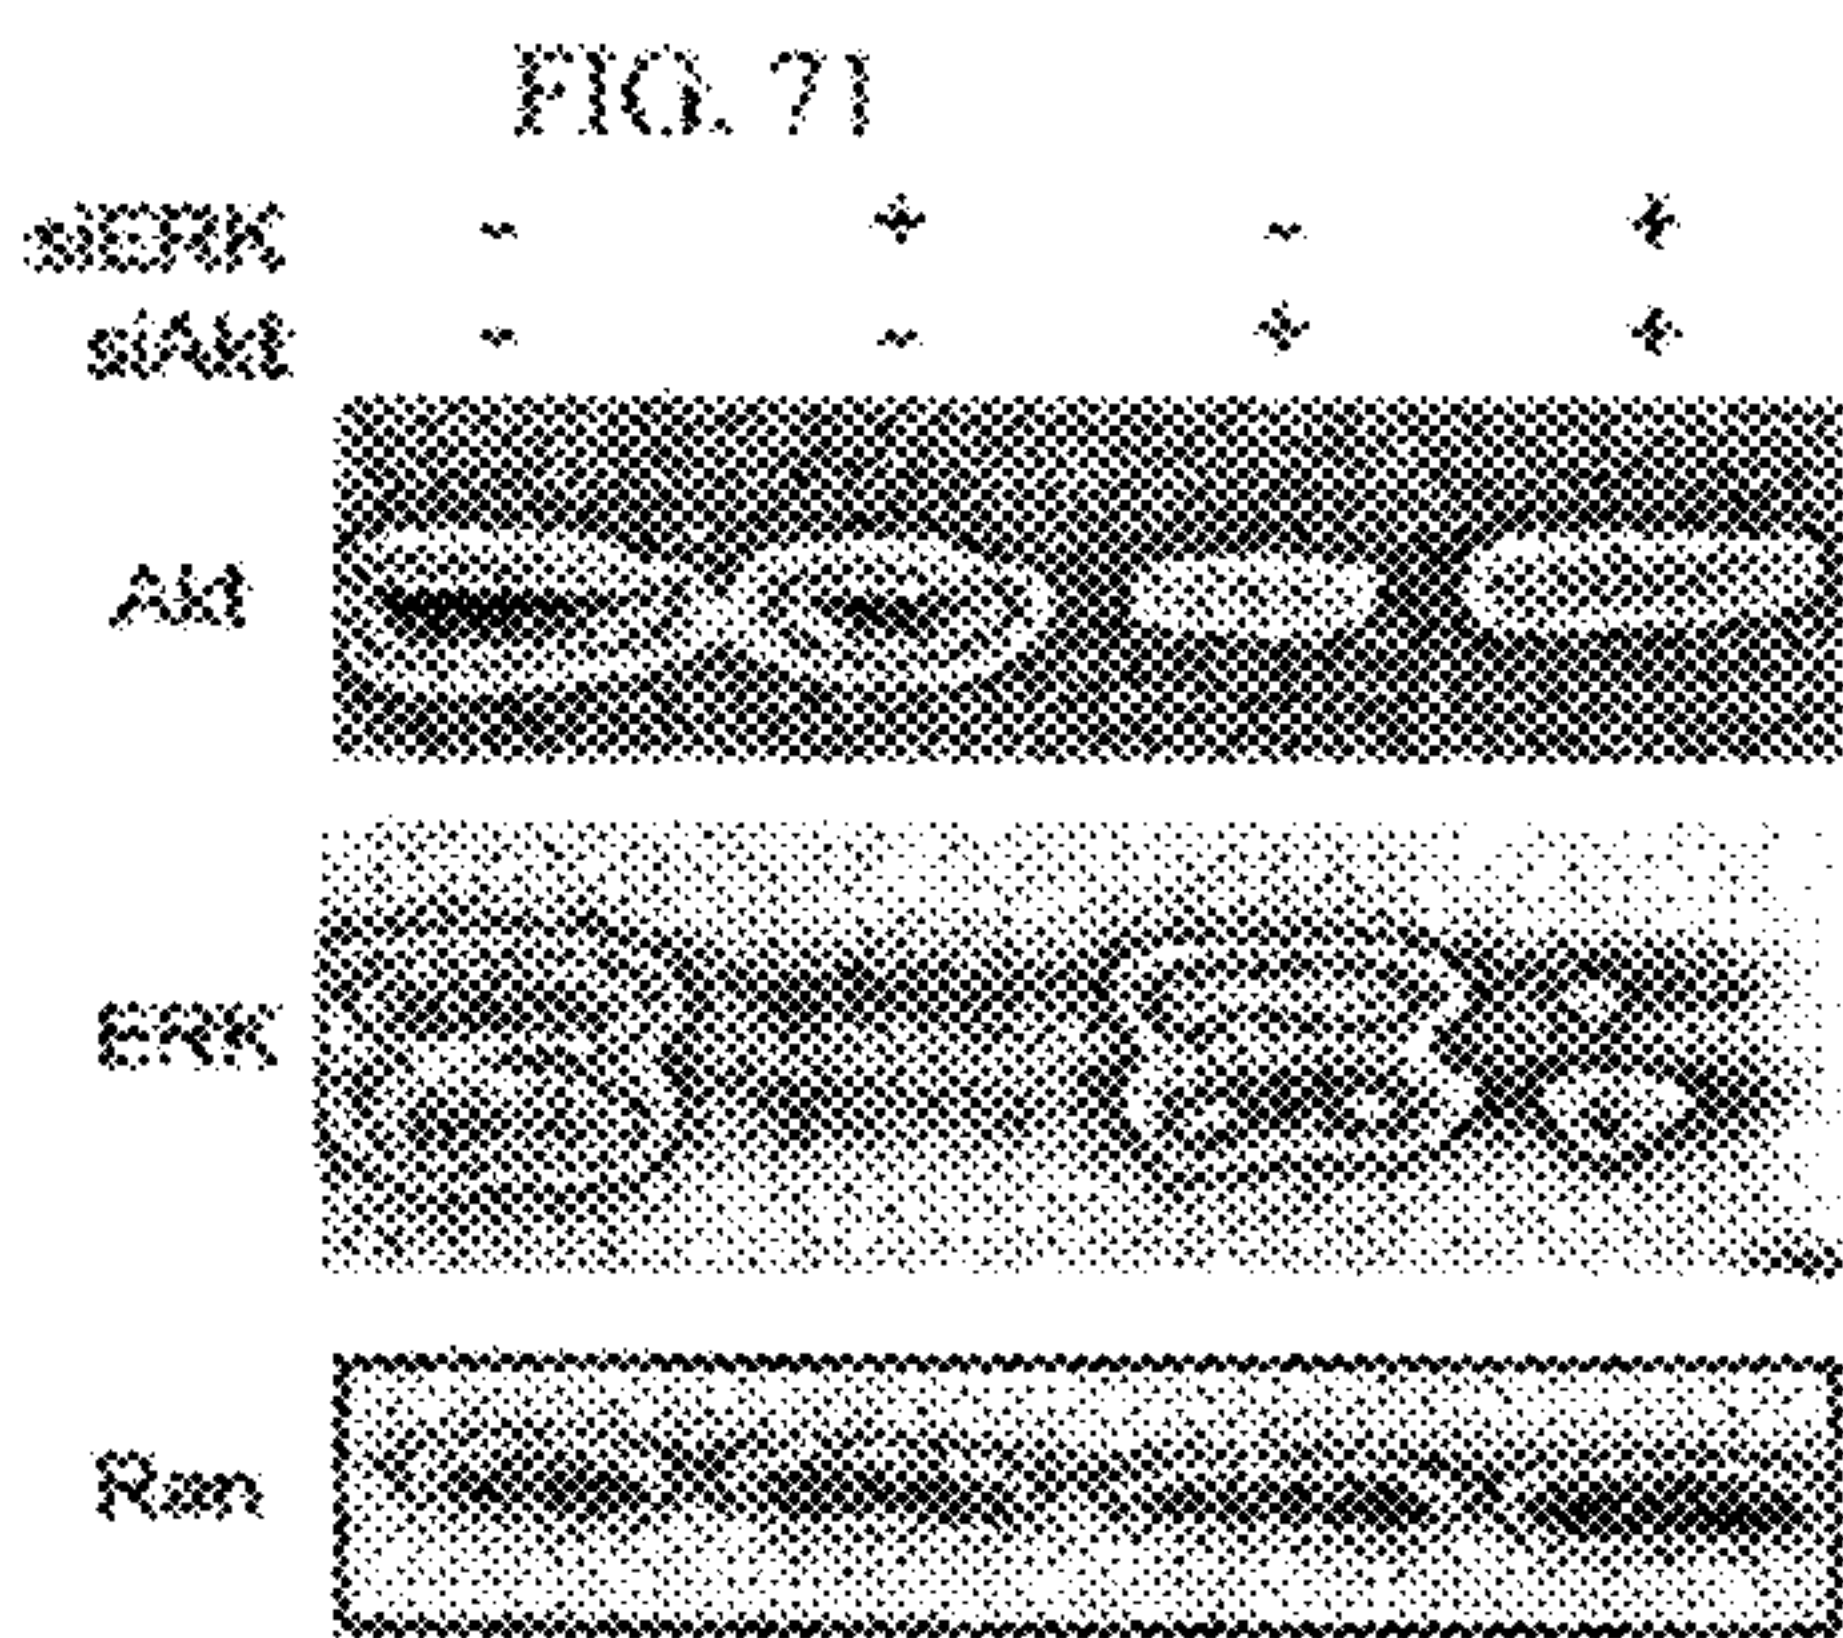 FIG. 71
siERK - + - +
siAkt - - + +
Akt
ERK
Ran